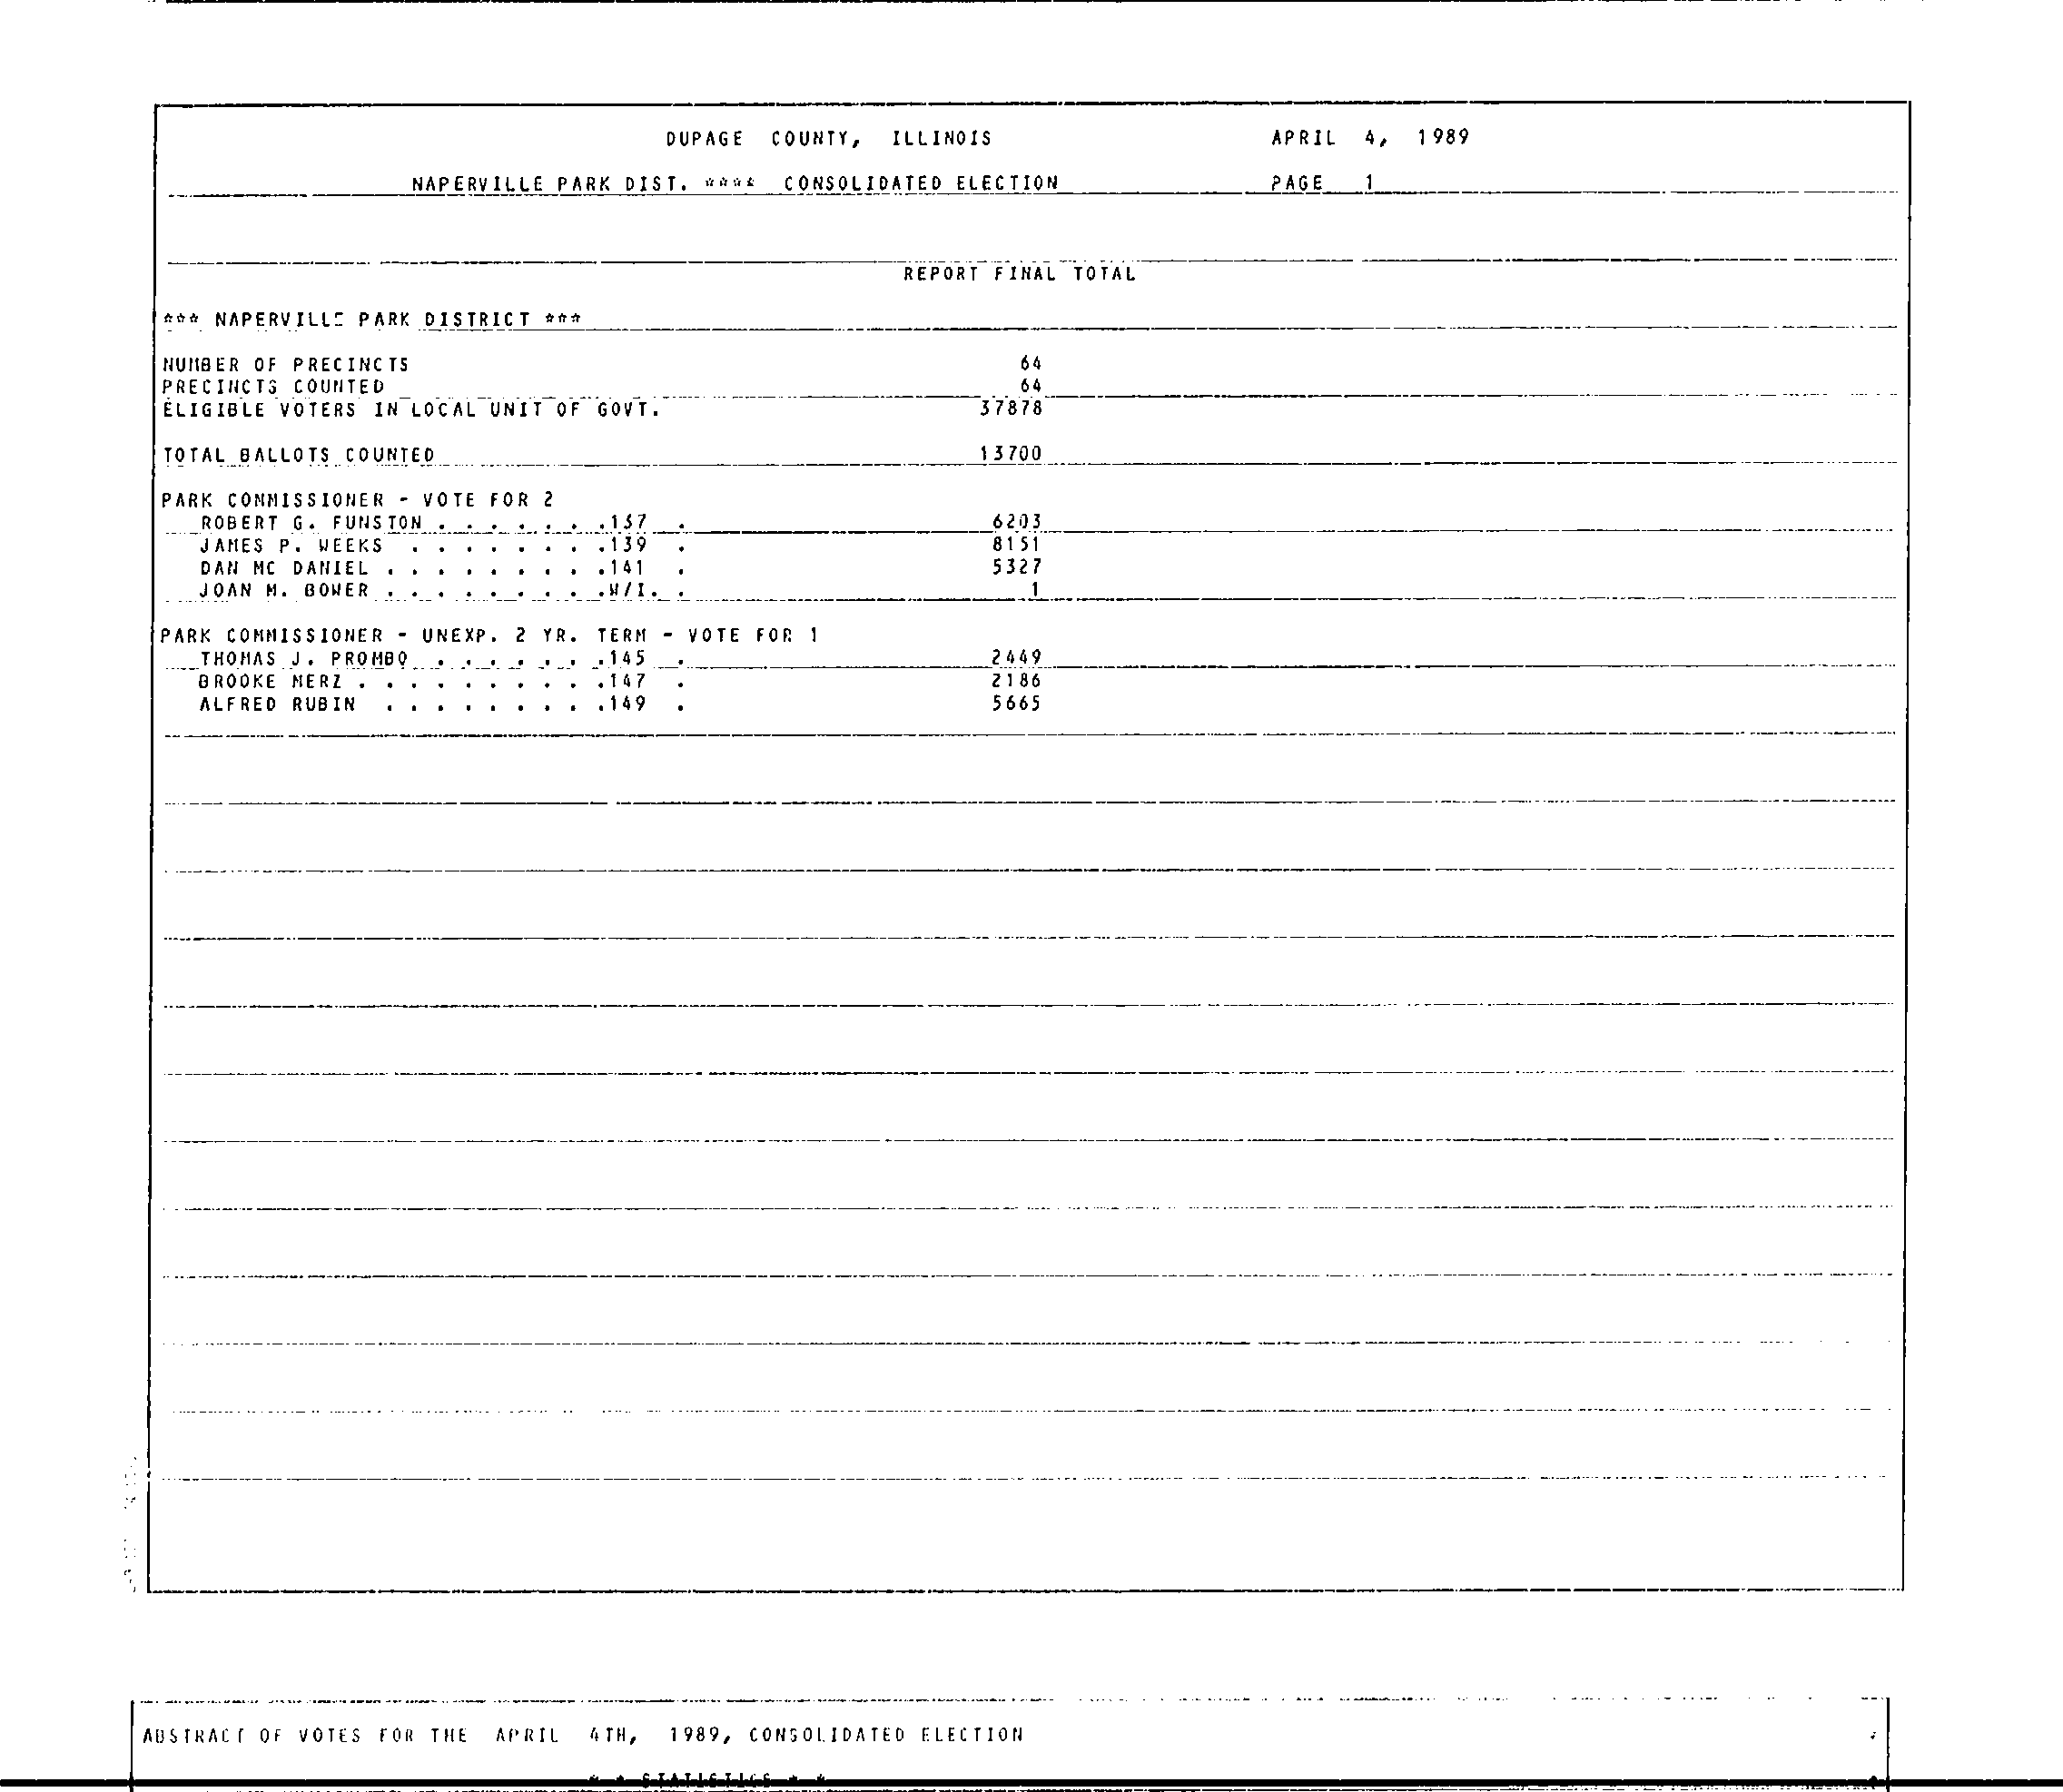 DUPAGE COUNTY, ILLINOIS APRIL 4, 1989
NAPERVILLE PARK DIST. **** CONSOLIDATED ELECTION PAGE 1
REPORT FINAL TOTAL
*** NAPERVILLE PARK DISTRICT ***
NUMBER OF PRECINCTS 64
PRECINCTS COUNTED 64
ELIGIBLE VOTERS IN LOCAL UNIT OF GOVT. 37878
TOTAL BALLOTS COUNTED 13700
PARK COMMISSIONER - VOTE FOR 2
ROBERT G. FUNSTON . . . . . . .137 . 6203
JAMES P. WEEKS . . . . . . . .139 . 8151
DAN MC DANIEL . . . . . . . . .141 . 5327
JOAN M. BOWER . . . . . . . . .W/I. . 1
PARK COMMISSIONER - UNEXP. 2 YR. TERM - VOTE FOR 1
THOMAS J. PROMBO . . . . . . .145 . 2449
BROOKE MERZ . . . . . . . . . .147 . 2186
ALFRED RUBIN . . . . . . . . .149 . 5665
ABSTRACT OF VOTES FOR THE APRIL 4TH, 1989, CONSOLIDATED ELECTION
* * STATISTICS * *